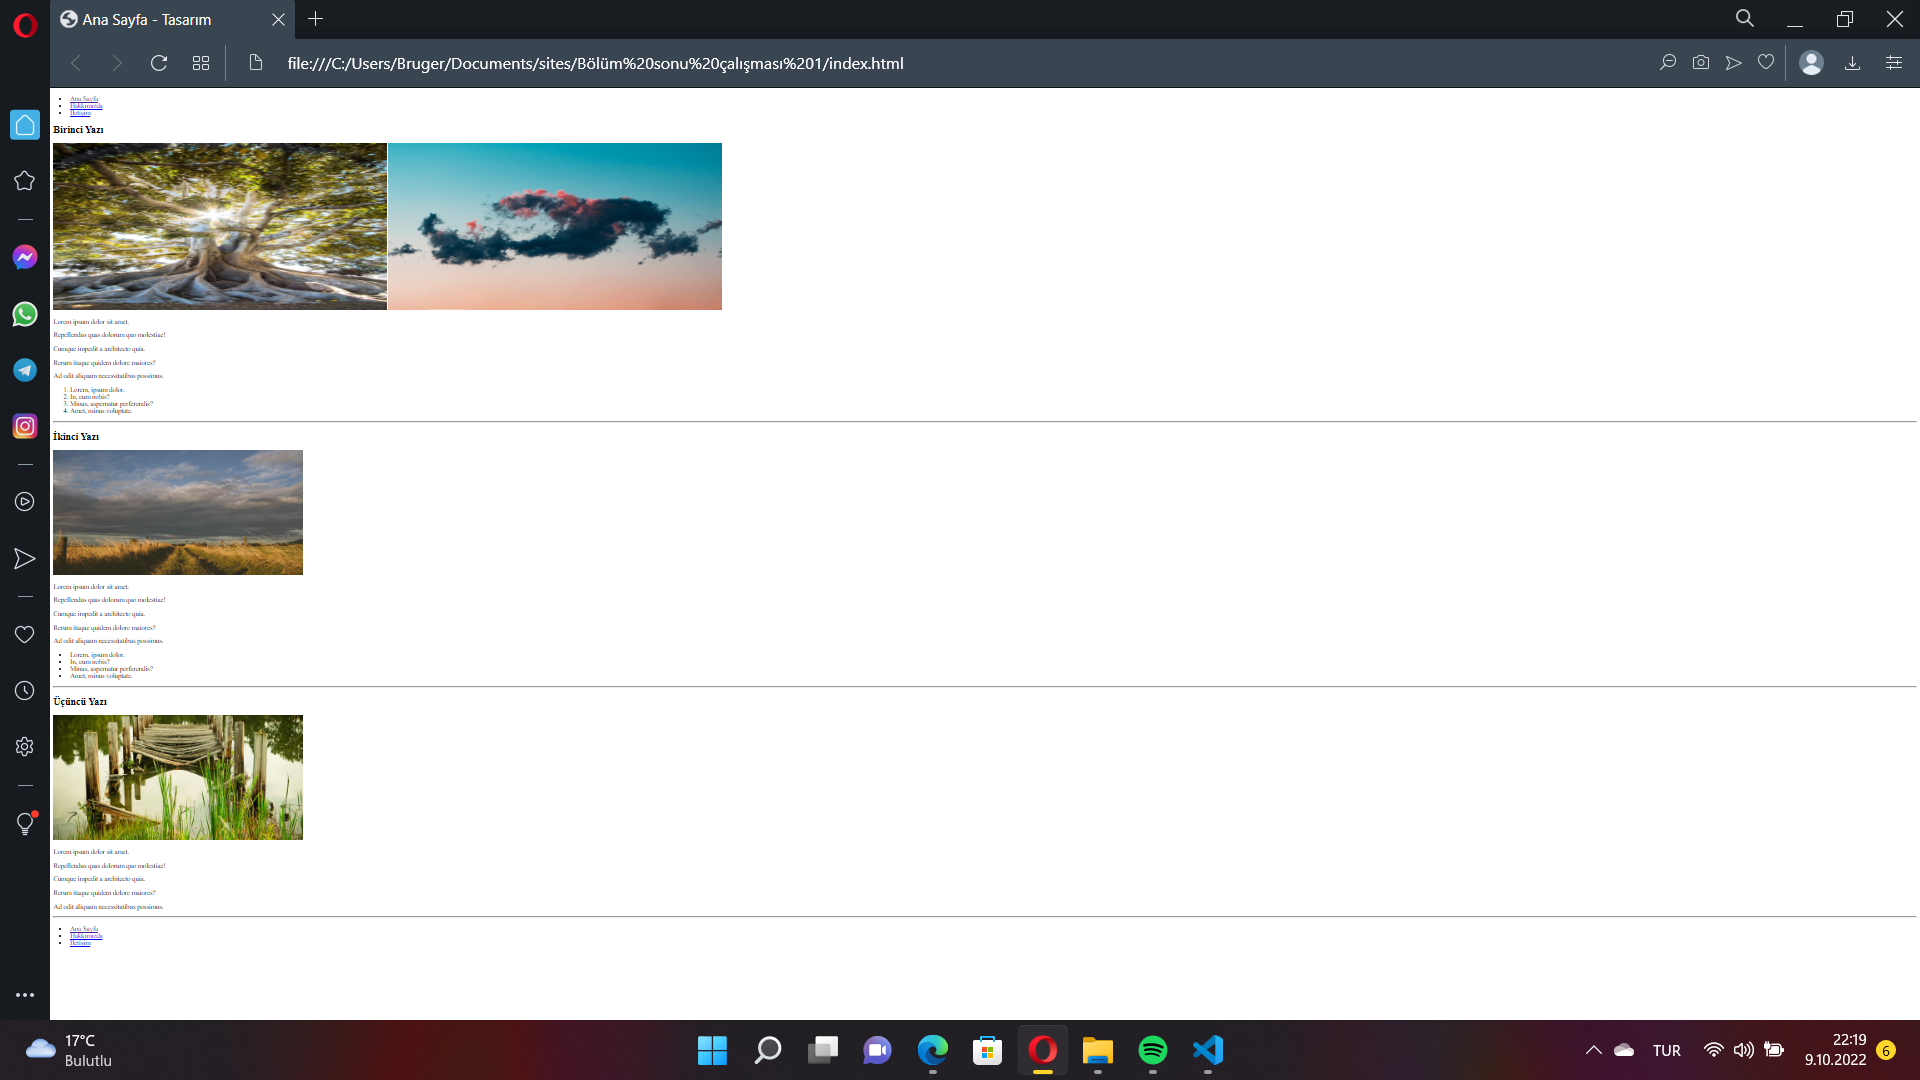 Ana Sayfa - Tasarım
file:///C:/Users/Bruger/Documents/sites/Bölüm%20sonu%20çalışması%201/index.html
Ana Sayfa
Hakkımızda
İletişim
Birinci Yazı
Lorem ipsum dolor sit amet.
Repellendus quas dolorum quo molestiae!
Cumque impedit a architecto quia.
Rerum itaque quidem dolore maiores?
Ad odit aliquam necessitatibus possimus.
1. Lorem, ipsum dolor.
2. In, cum nobis?
3. Minus, aspernatur perferendis?
4. Amet, minus voluptate.
İkinci Yazı
Lorem ipsum dolor sit amet.
Repellendus quas dolorum quo molestiae!
Cumque impedit a architecto quia.
Rerum itaque quidem dolore maiores?
Ad odit aliquam necessitatibus possimus.
Lorem, ipsum dolor.
In, cum nobis?
Minus, aspernatur perferendis?
Amet, minus voluptate.
Üçüncü Yazı
Lorem ipsum dolor sit amet.
Repellendus quas dolorum quo molestiae!
Cumque impedit a architecto quia.
Rerum itaque quidem dolore maiores?
Ad odit aliquam necessitatibus possimus.
Ana Sayfa
Hakkımızda
İletişim
17°C
Bulutlu
TUR
22:19
9.10.2022
6